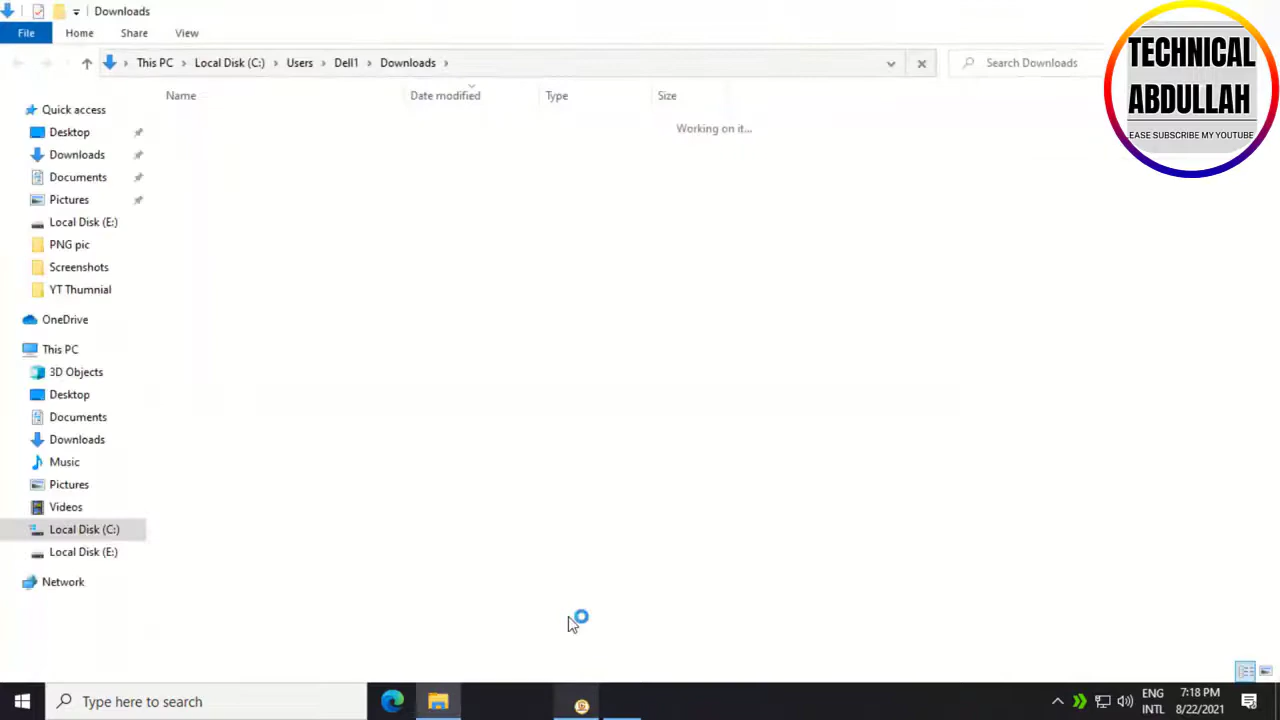 Downloads
File Home Share View
This PC Local Disk (C:) Users Dell1 Downloads
Search Downloads
TECHNICAL
ABDULLAH
EASE SUBSCRIBE MY YOUTUBE
Name Date modified Type Size
Working on it...
Quick access
Desktop
Downloads
Documents
Pictures
Local Disk (E:)
PNG pic
Screenshots
YT Thumnial
OneDrive
This PC
3D Objects
Desktop
Documents
Downloads
Music
Pictures
Videos
Local Disk (C:)
Local Disk (E:)
Network
Type here to search
ENG
INTL
7:18 PM
8/22/2021